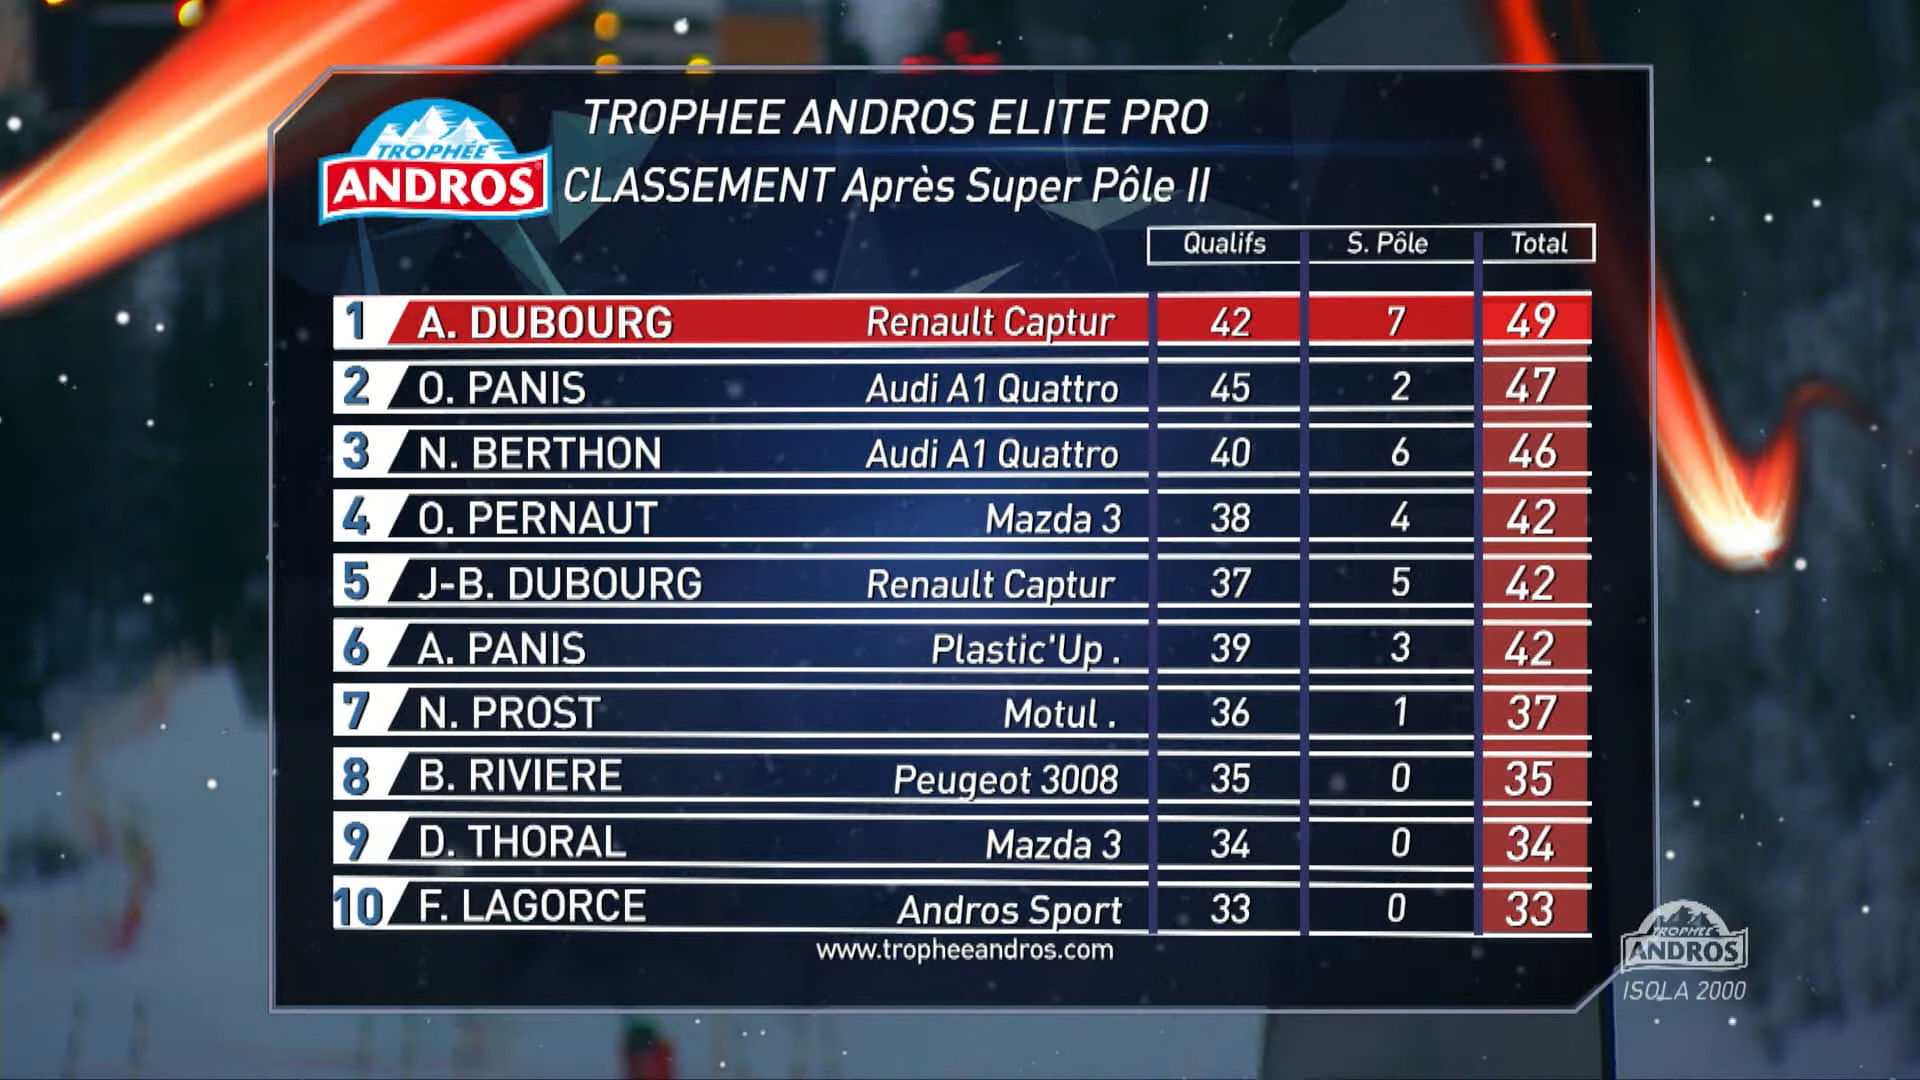 TROPHEE ANDROS ELITE PRO
TROPHÉE
ANDROS
CLASSEMENT Après Super Pôle II
Qualifs S. Pôle Total
1 A. DUBOURG Renault Captur 42 7 49
2 O. PANIS Audi A1 Quattro 45 2 47
3 N. BERTHON Audi A1 Quattro 40 6 46
4 O. PERNAUT Mazda 3 38 4 42
5 J-B. DUBOURG Renault Captur 37 5 42
6 A. PANIS Plastic'Up . 39 3 42
7 N. PROST Motul . 36 1 37
8 B. RIVIERE Peugeot 3008 35 0 35
9 D. THORAL Mazda 3 34 0 34
10 F. LAGORCE Andros Sport 33 0 33
www.tropheeandros.com
TROPHÉE
ANDROS
ISOLA 2000